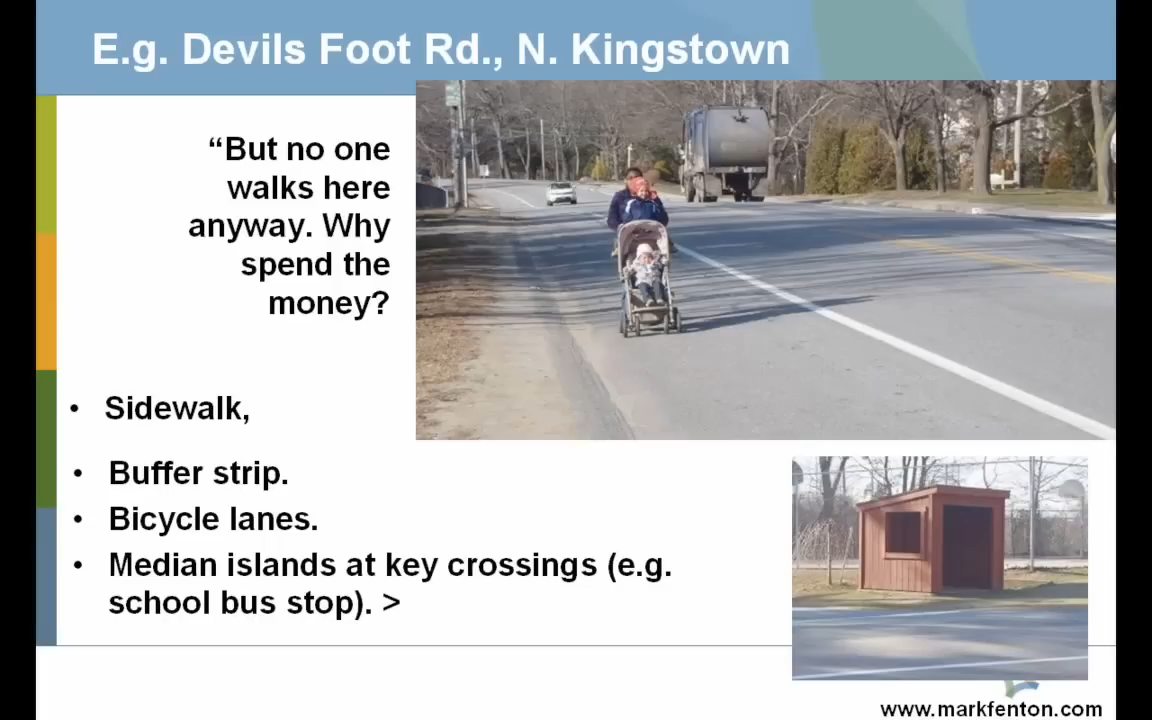 E.g. Devils Foot Rd., N. Kingstown
“But no one
walks here
anyway. Why
spend the
money?
• Sidewalk,
• Buffer strip.
• Bicycle lanes.
• Median islands at key crossings (e.g.
school bus stop). >
www.markfenton.com